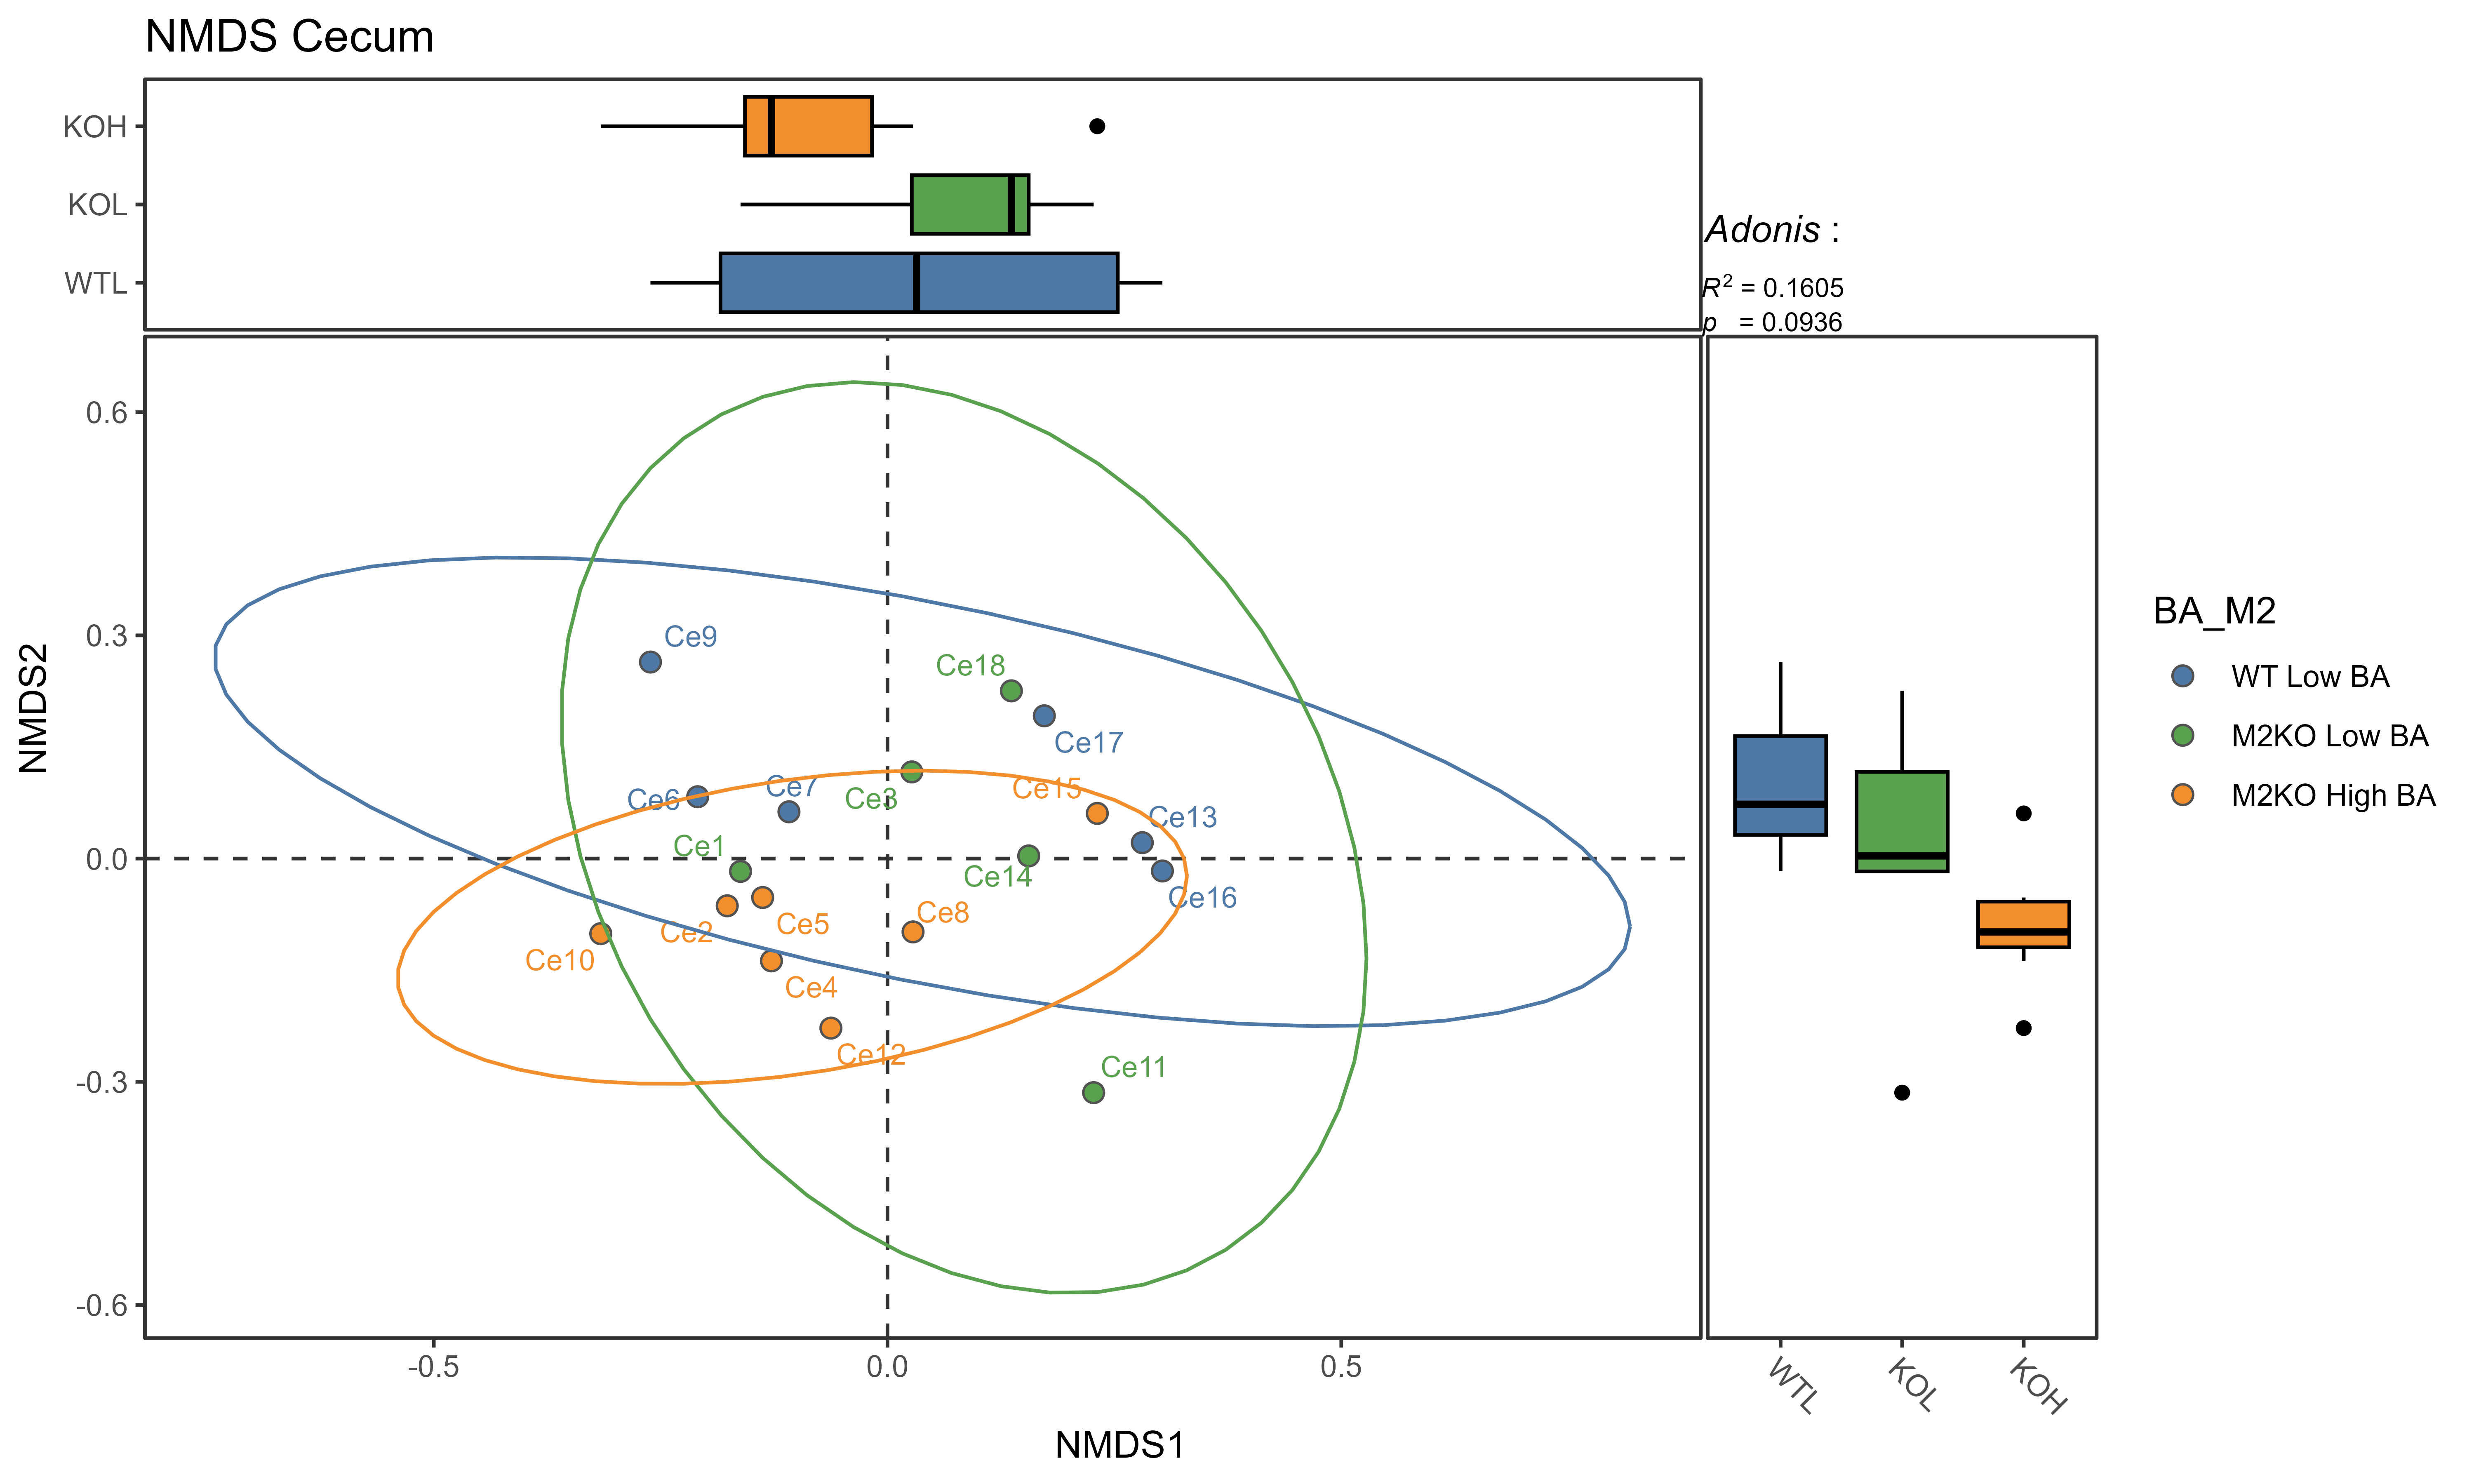 NMDS Cecum
KOH
KOL
WTL
Adonis :
R² = 0.1605
p = 0.0936
NMDS2
0.6
0.3
0.0
-0.3
-0.6
Ce9
Ce18
Ce17
Ce6
Ce7
Ce3
Ce15
Ce13
Ce1
Ce14
Ce16
Ce2
Ce5
Ce8
Ce10
Ce4
Ce12
Ce11
-0.5
0.0
0.5
NMDS1
WTL
KOL
KOH
BA_M2
WT Low BA
M2KO Low BA
M2KO High BA